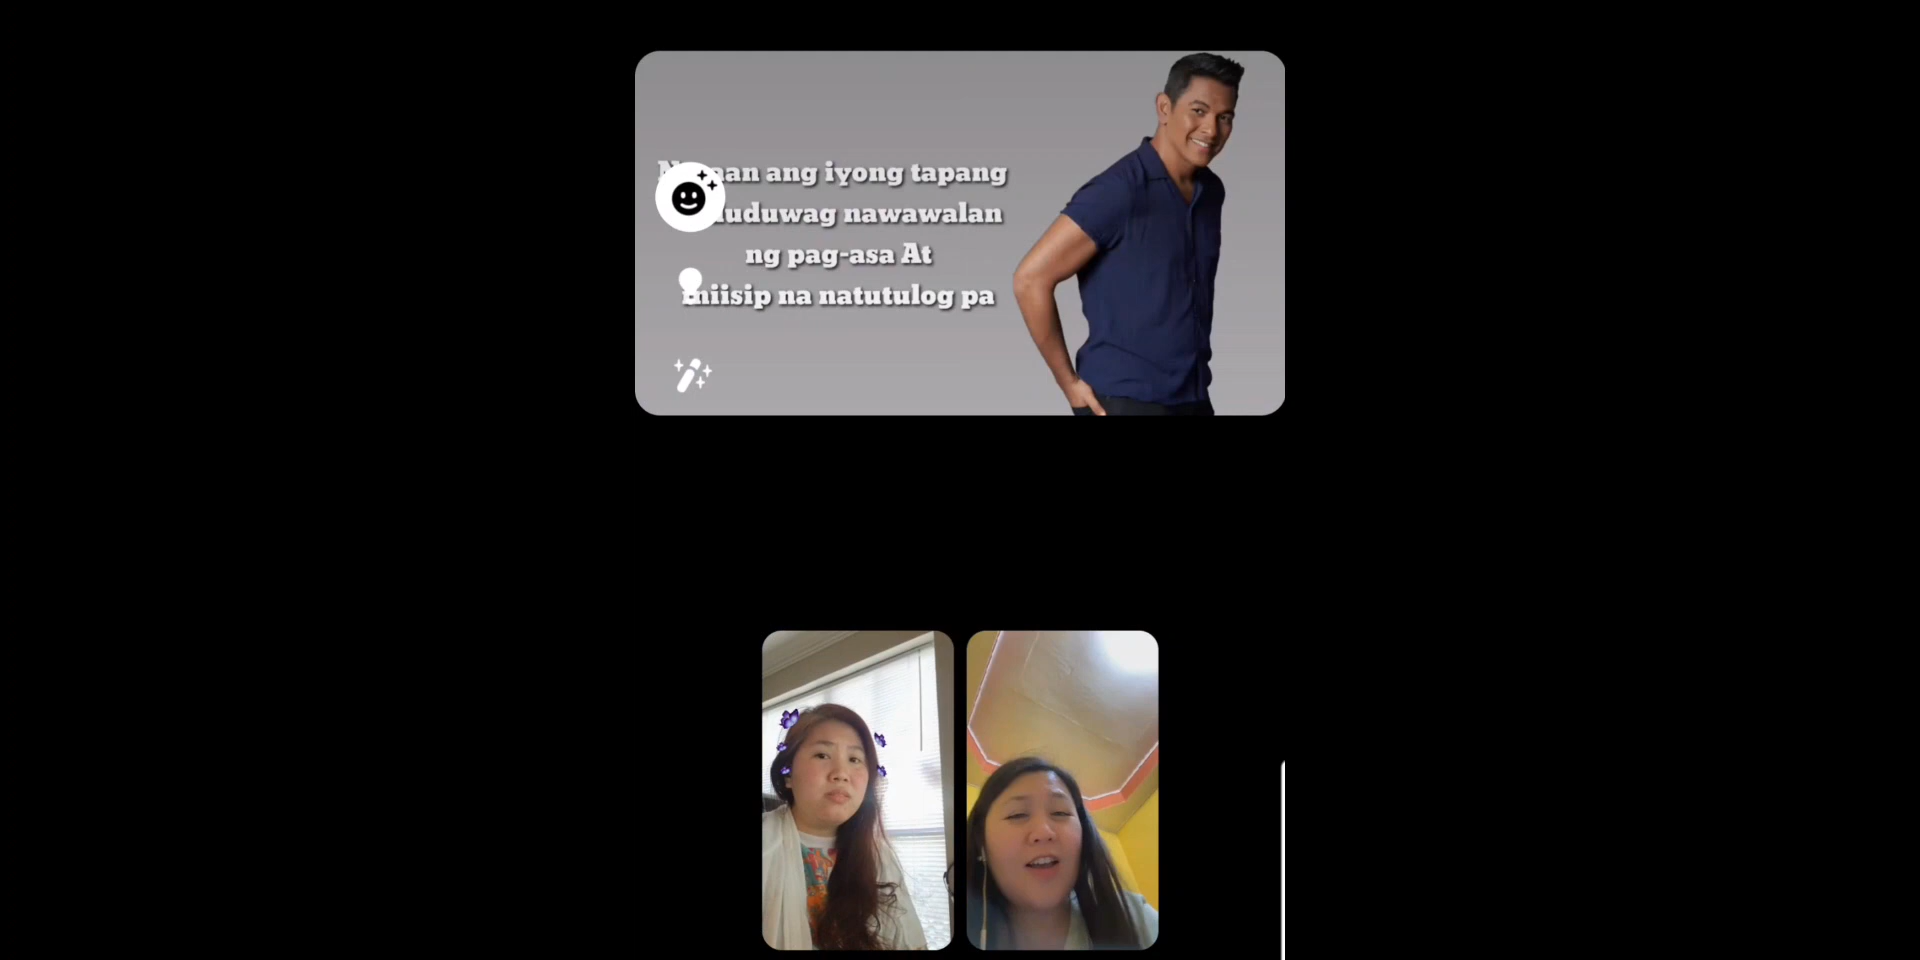 ang iyong tapang
nawawalan
ng pag-asa At
na natutulog pa